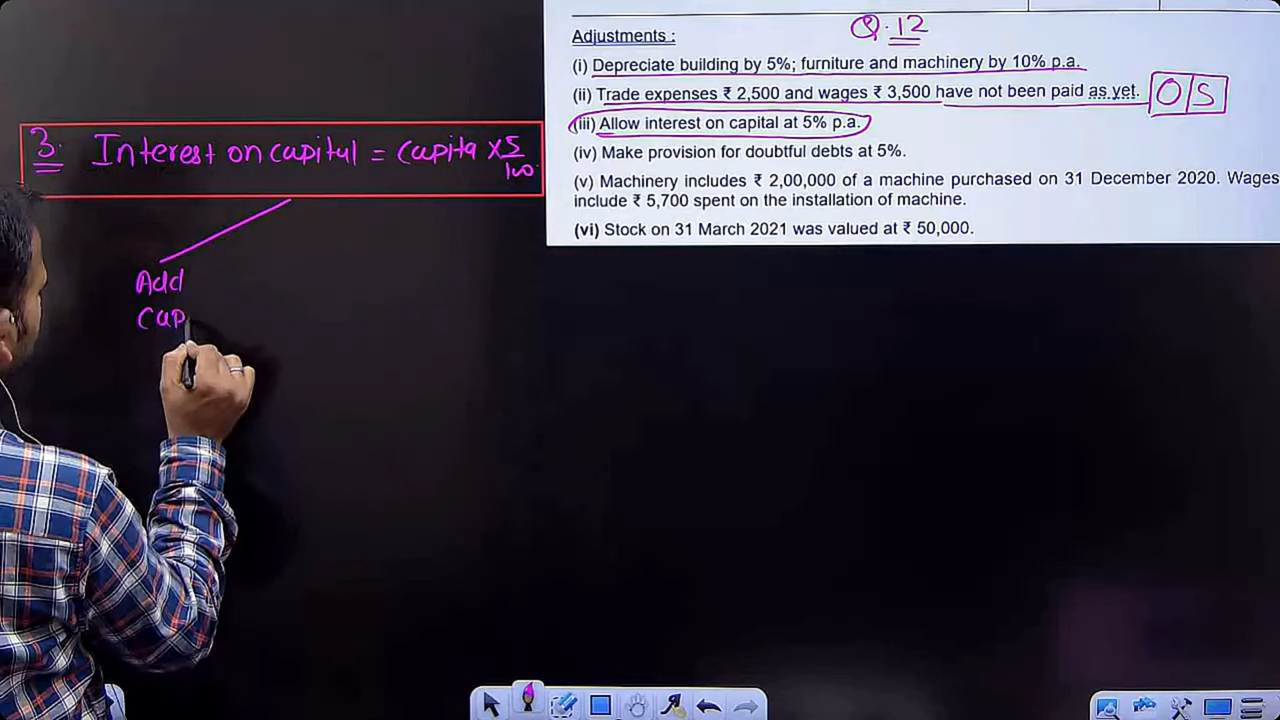 Q.12
Adjustments :
(i) Depreciate building by 5%; furniture and machinery by 10% p.a.
(ii) Trade expenses ₹ 2,500 and wages ₹ 3,500 have not been paid as yet. O/S
(iii) Allow interest on capital at 5% p.a.
(iv) Make provision for doubtful debts at 5%.
(v) Machinery includes ₹ 2,00,000 of a machine purchased on 31 December 2020. Wages
include ₹ 5,700 spent on the installation of machine.
(vi) Stock on 31 March 2021 was valued at ₹ 50,000.
3. Interest on capital = Capita × 5/100
Add
Cap